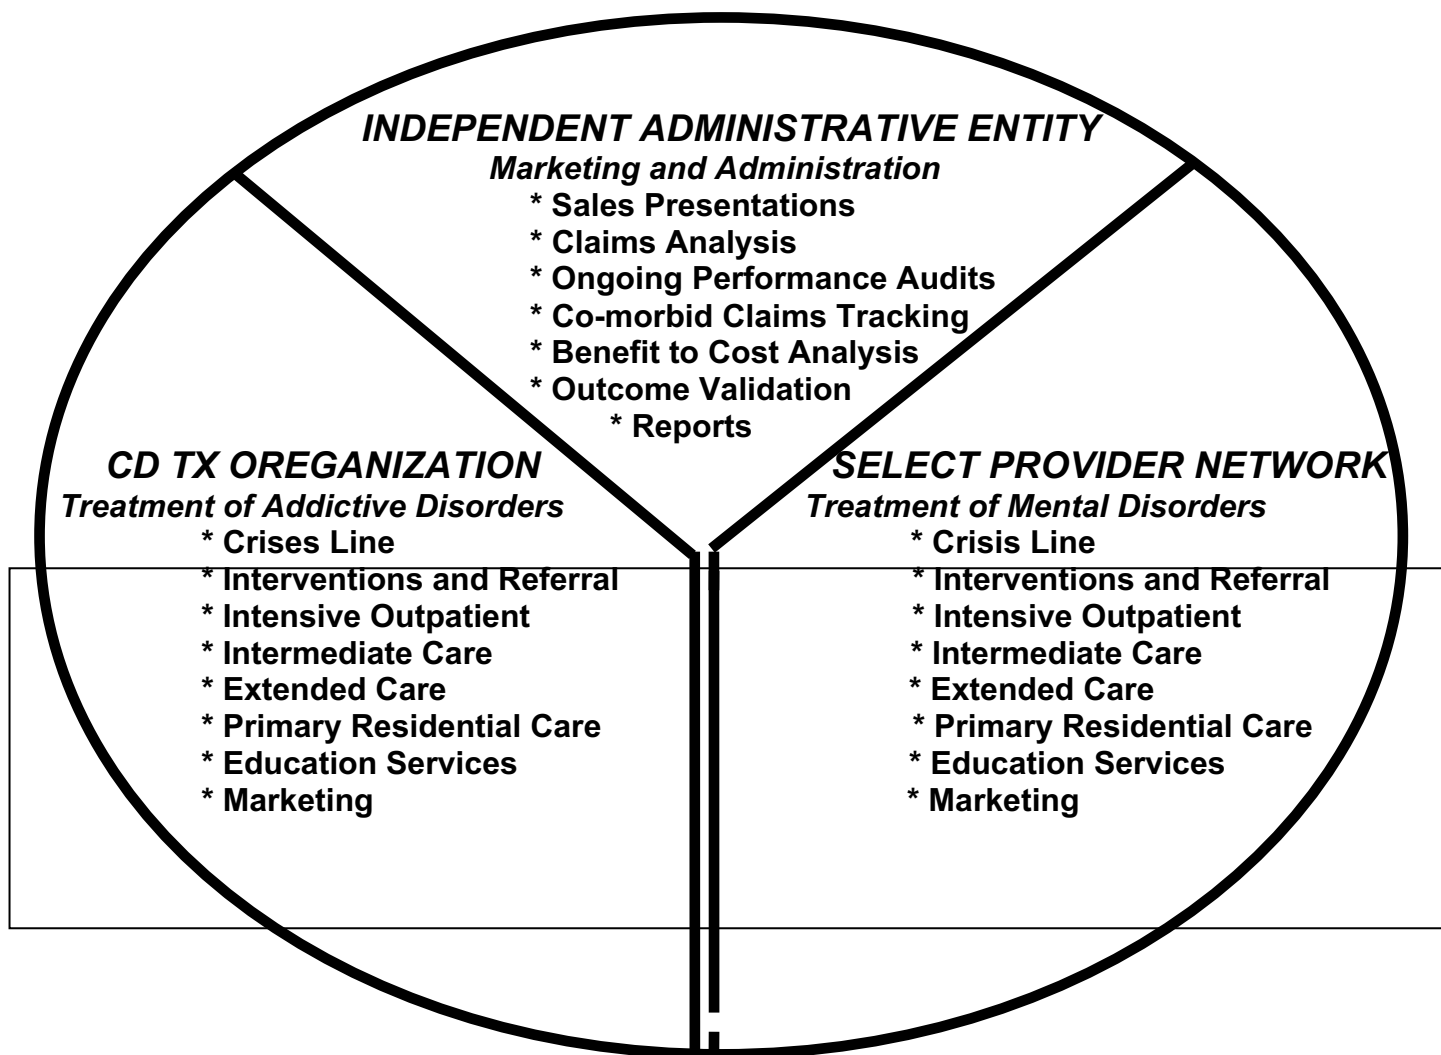 INDEPENDENT ADMINISTRATIVE ENTITY
Marketing and Administration
* Sales Presentations
* Claims Analysis
* Ongoing Performance Audits
* Co-morbid Claims Tracking
* Benefit to Cost Analysis
* Outcome Validation
* Reports
CD TX OREGANIZATION
Treatment of Addictive Disorders
* Crises Line
* Interventions and Referral
* Intensive Outpatient
* Intermediate Care
* Extended Care
* Primary Residential Care
* Education Services
* Marketing
SELECT PROVIDER NETWORK
Treatment of Mental Disorders
* Crisis Line
* Interventions and Referral
* Intensive Outpatient
* Intermediate Care
* Extended Care
* Primary Residential Care
* Education Services
* Marketing